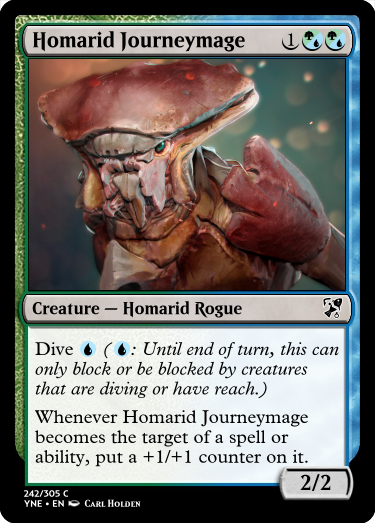 Homarid Journeymage 1
Creature — Homarid Rogue
Dive ( : Until end of turn, this can
only block or be blocked by creatures
that are diving or have reach.)
Whenever Homarid Journeymage
becomes the target of a spell or
ability, put a +1/+1 counter on it.
2/2
242/305 C
YNE • EN CARL HOLDEN